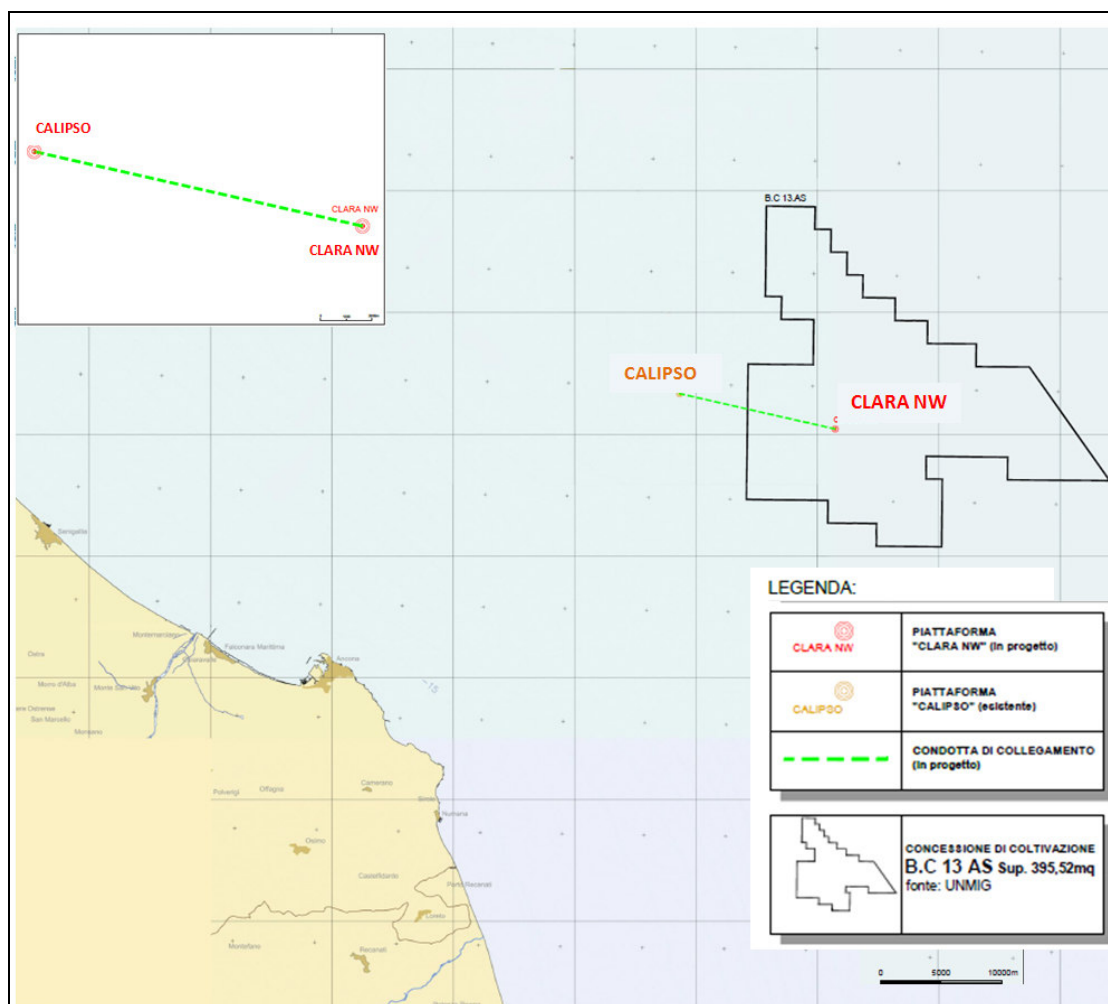 CALIPSO
CLARA NW
CLARA NW
B.C 13.AS
CALIPSO
CLARA NW
Senigallia
Montemarciano
Falconara Marittima
Chiaravalle
Ancona
Ostra
Morro d'Alba
Monte San Vito
San Marcello
Monsano
-15
Polverigi
Offagna
Camerano
Sirolo
Numana
Osimo
Castelfidardo
Porto Recanati
Loreto
Montefano
Recanati
LEGENDA:
CLARA NW
PIATTAFORMA
"CLARA NW" (in progetto)
CALIPSO
PIATTAFORMA
"CALIPSO" (esistente)
CONDOTTA DI COLLEGAMENTO
(in progetto)
CONCESSIONE DI COLTIVAZIONE
B.C 13 AS Sup. 395,52mq
fonte: UNMIG
0 5000 10000m